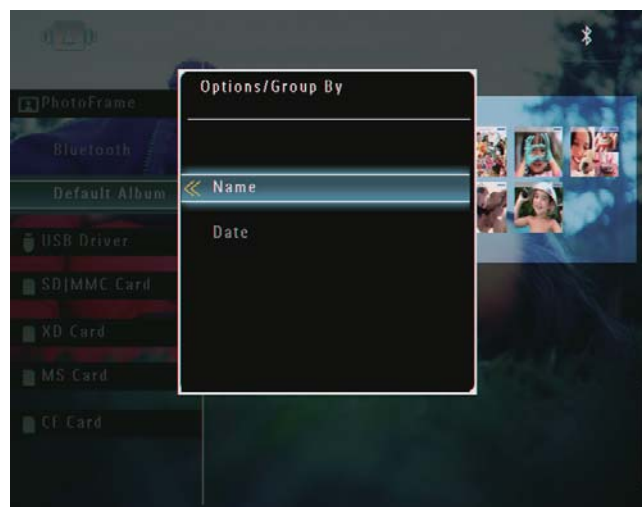 Options/Group By
PhotoFrame
Bluetooth
Name
Default Album
Date
USB Driver
SD|MMC Card
XD Card
MS Card
CF Card